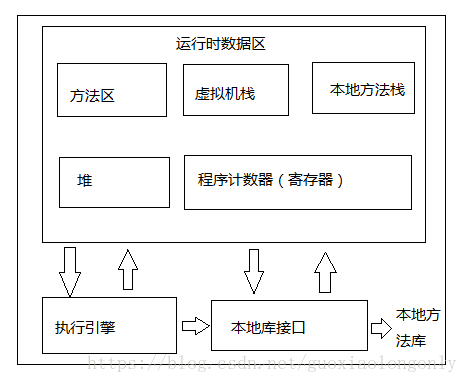 运行时数据区
方法区
虚拟机栈
本地方法栈
堆
程序计数器（寄存器）
执行引擎
本地库接口
本地方
法库
https://blog.csdn.net/guoxiaolongonly